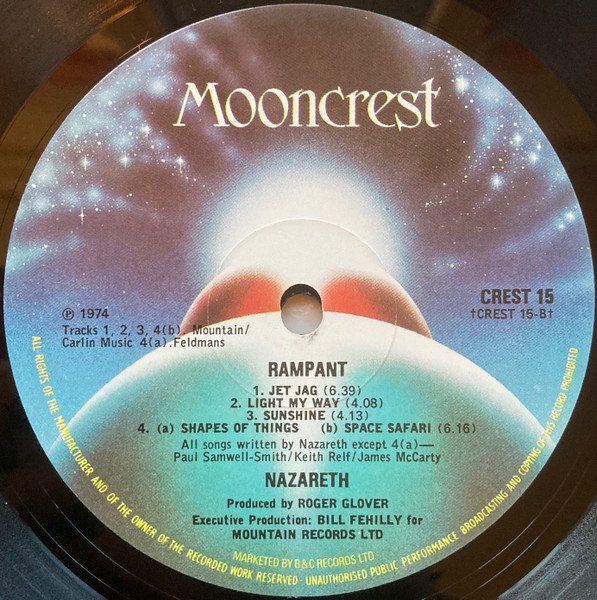 Mooncrest
℗ 1974
Tracks 1, 2, 3, 4(b). Mountain/
Carlin Music 4(a).Feldmans
CREST 15
†CREST 15-B†
RAMPANT
1. JET JAG (6.39)
2. LIGHT MY WAY (4.08)
3. SUNSHINE (4.13)
4. (a) SHAPES OF THINGS (b) SPACE SAFARI (6.16)
All songs written by Nazareth except 4(a)—
Paul Samwell-Smith/Keith Relf/James McCarty
NAZARETH
Produced by ROGER GLOVER
Executive Production: BILL FEHILLY for
MOUNTAIN RECORDS LTD
MARKETED BY B&C RECORDS LTD
ALL RIGHTS OF THE MANUFACTURER AND OF THE OWNER OF THE RECORDED WORK RESERVED · UNAUTHORISED PUBLIC PERFORMANCE BROADCASTING AND COPYING OF THIS RECORD PROHIBITED